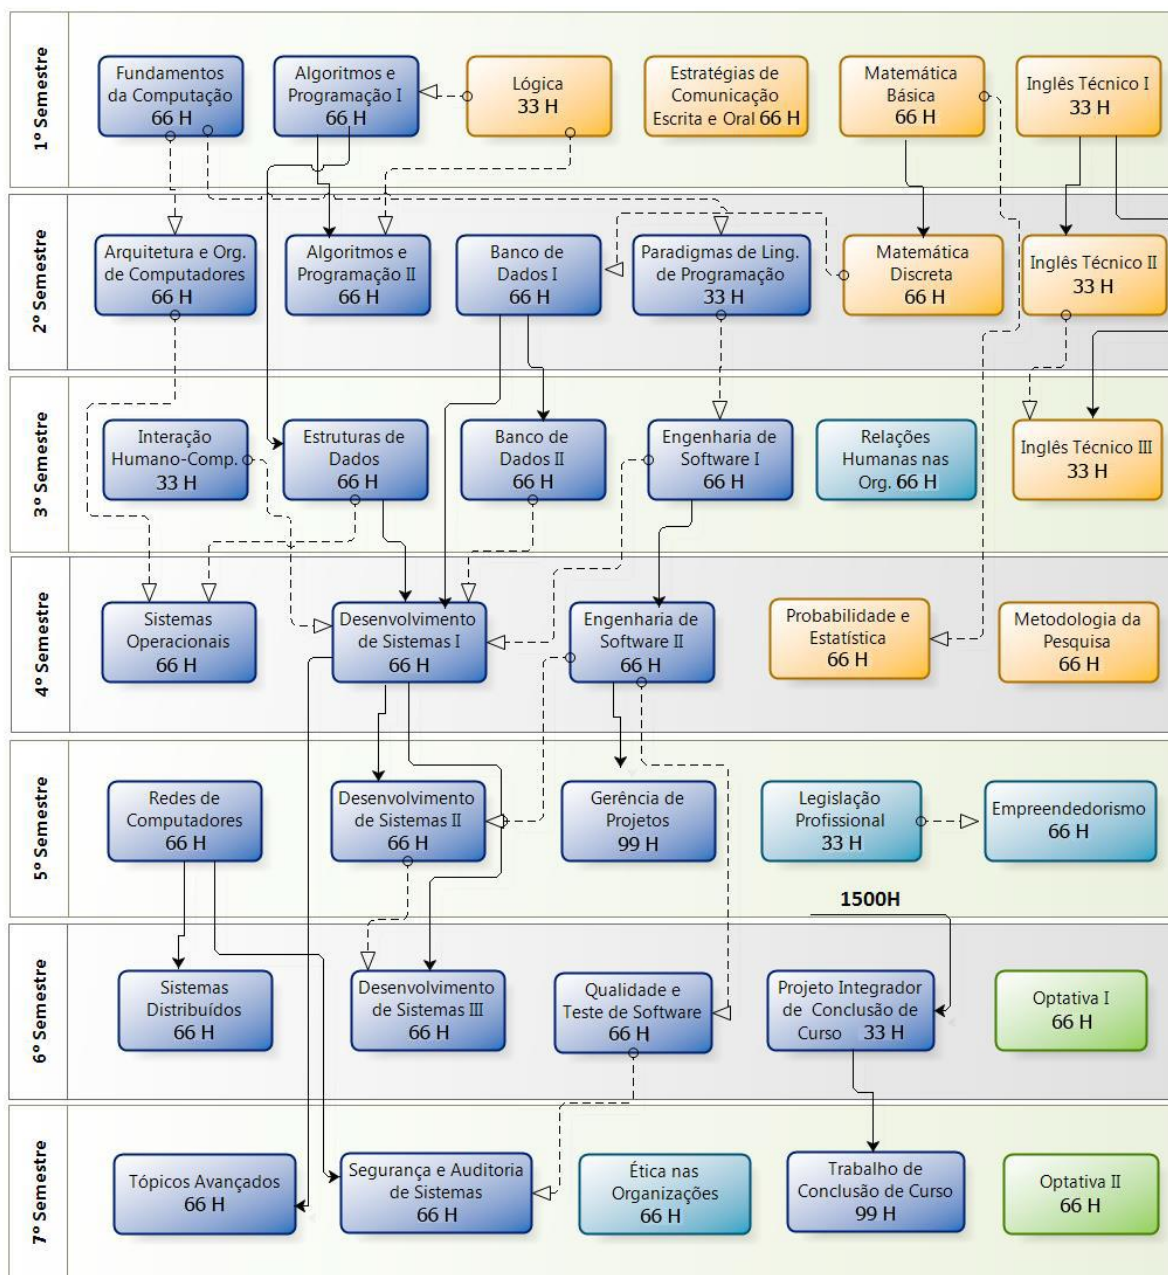 1º Semestre
Fundamentos
da Computação
66 H
Algoritmos e
Programação I
66 H
Lógica
33 H
Estratégias de
Comunicação
Escrita e Oral 66 H
Matemática
Básica
66 H
Inglês Técnico I
33 H
2º Semestre
Arquitetura e Org.
de Computadores
66 H
Algoritmos e
Programação II
66 H
Banco de
Dados I
66 H
Paradigmas de Ling.
de Programação
33 H
Matemática
Discreta
66 H
Inglês Técnico II
33 H
3º Semestre
Interação
Humano-Comp.
33 H
Estruturas de
Dados
66 H
Banco de
Dados II
66 H
Engenharia de
Software I
66 H
Relações
Humanas nas
Org. 66 H
Inglês Técnico III
33 H
4º Semestre
Sistemas
Operacionais
66 H
Desenvolvimento
de Sistemas I
66 H
Engenharia de
Software II
66 H
Probabilidade e
Estatística
66 H
Metodologia da
Pesquisa
66 H
5º Semestre
Redes de
Computadores
66 H
Desenvolvimento
de Sistemas II
66 H
Gerência de
Projetos
99 H
Legislação
Profissional
33 H
Empreendedorismo
66 H
1500H
6º Semestre
Sistemas
Distribuídos
66 H
Desenvolvimento
de Sistemas III
66 H
Qualidade e
Teste de Software
66 H
Projeto Integrador
de Conclusão de
Curso 33 H
Optativa I
66 H
7º Semestre
Tópicos Avançados
66 H
Segurança e Auditoria
de Sistemas
66 H
Ética nas
Organizações
66 H
Trabalho de
Conclusão de Curso
99 H
Optativa II
66 H